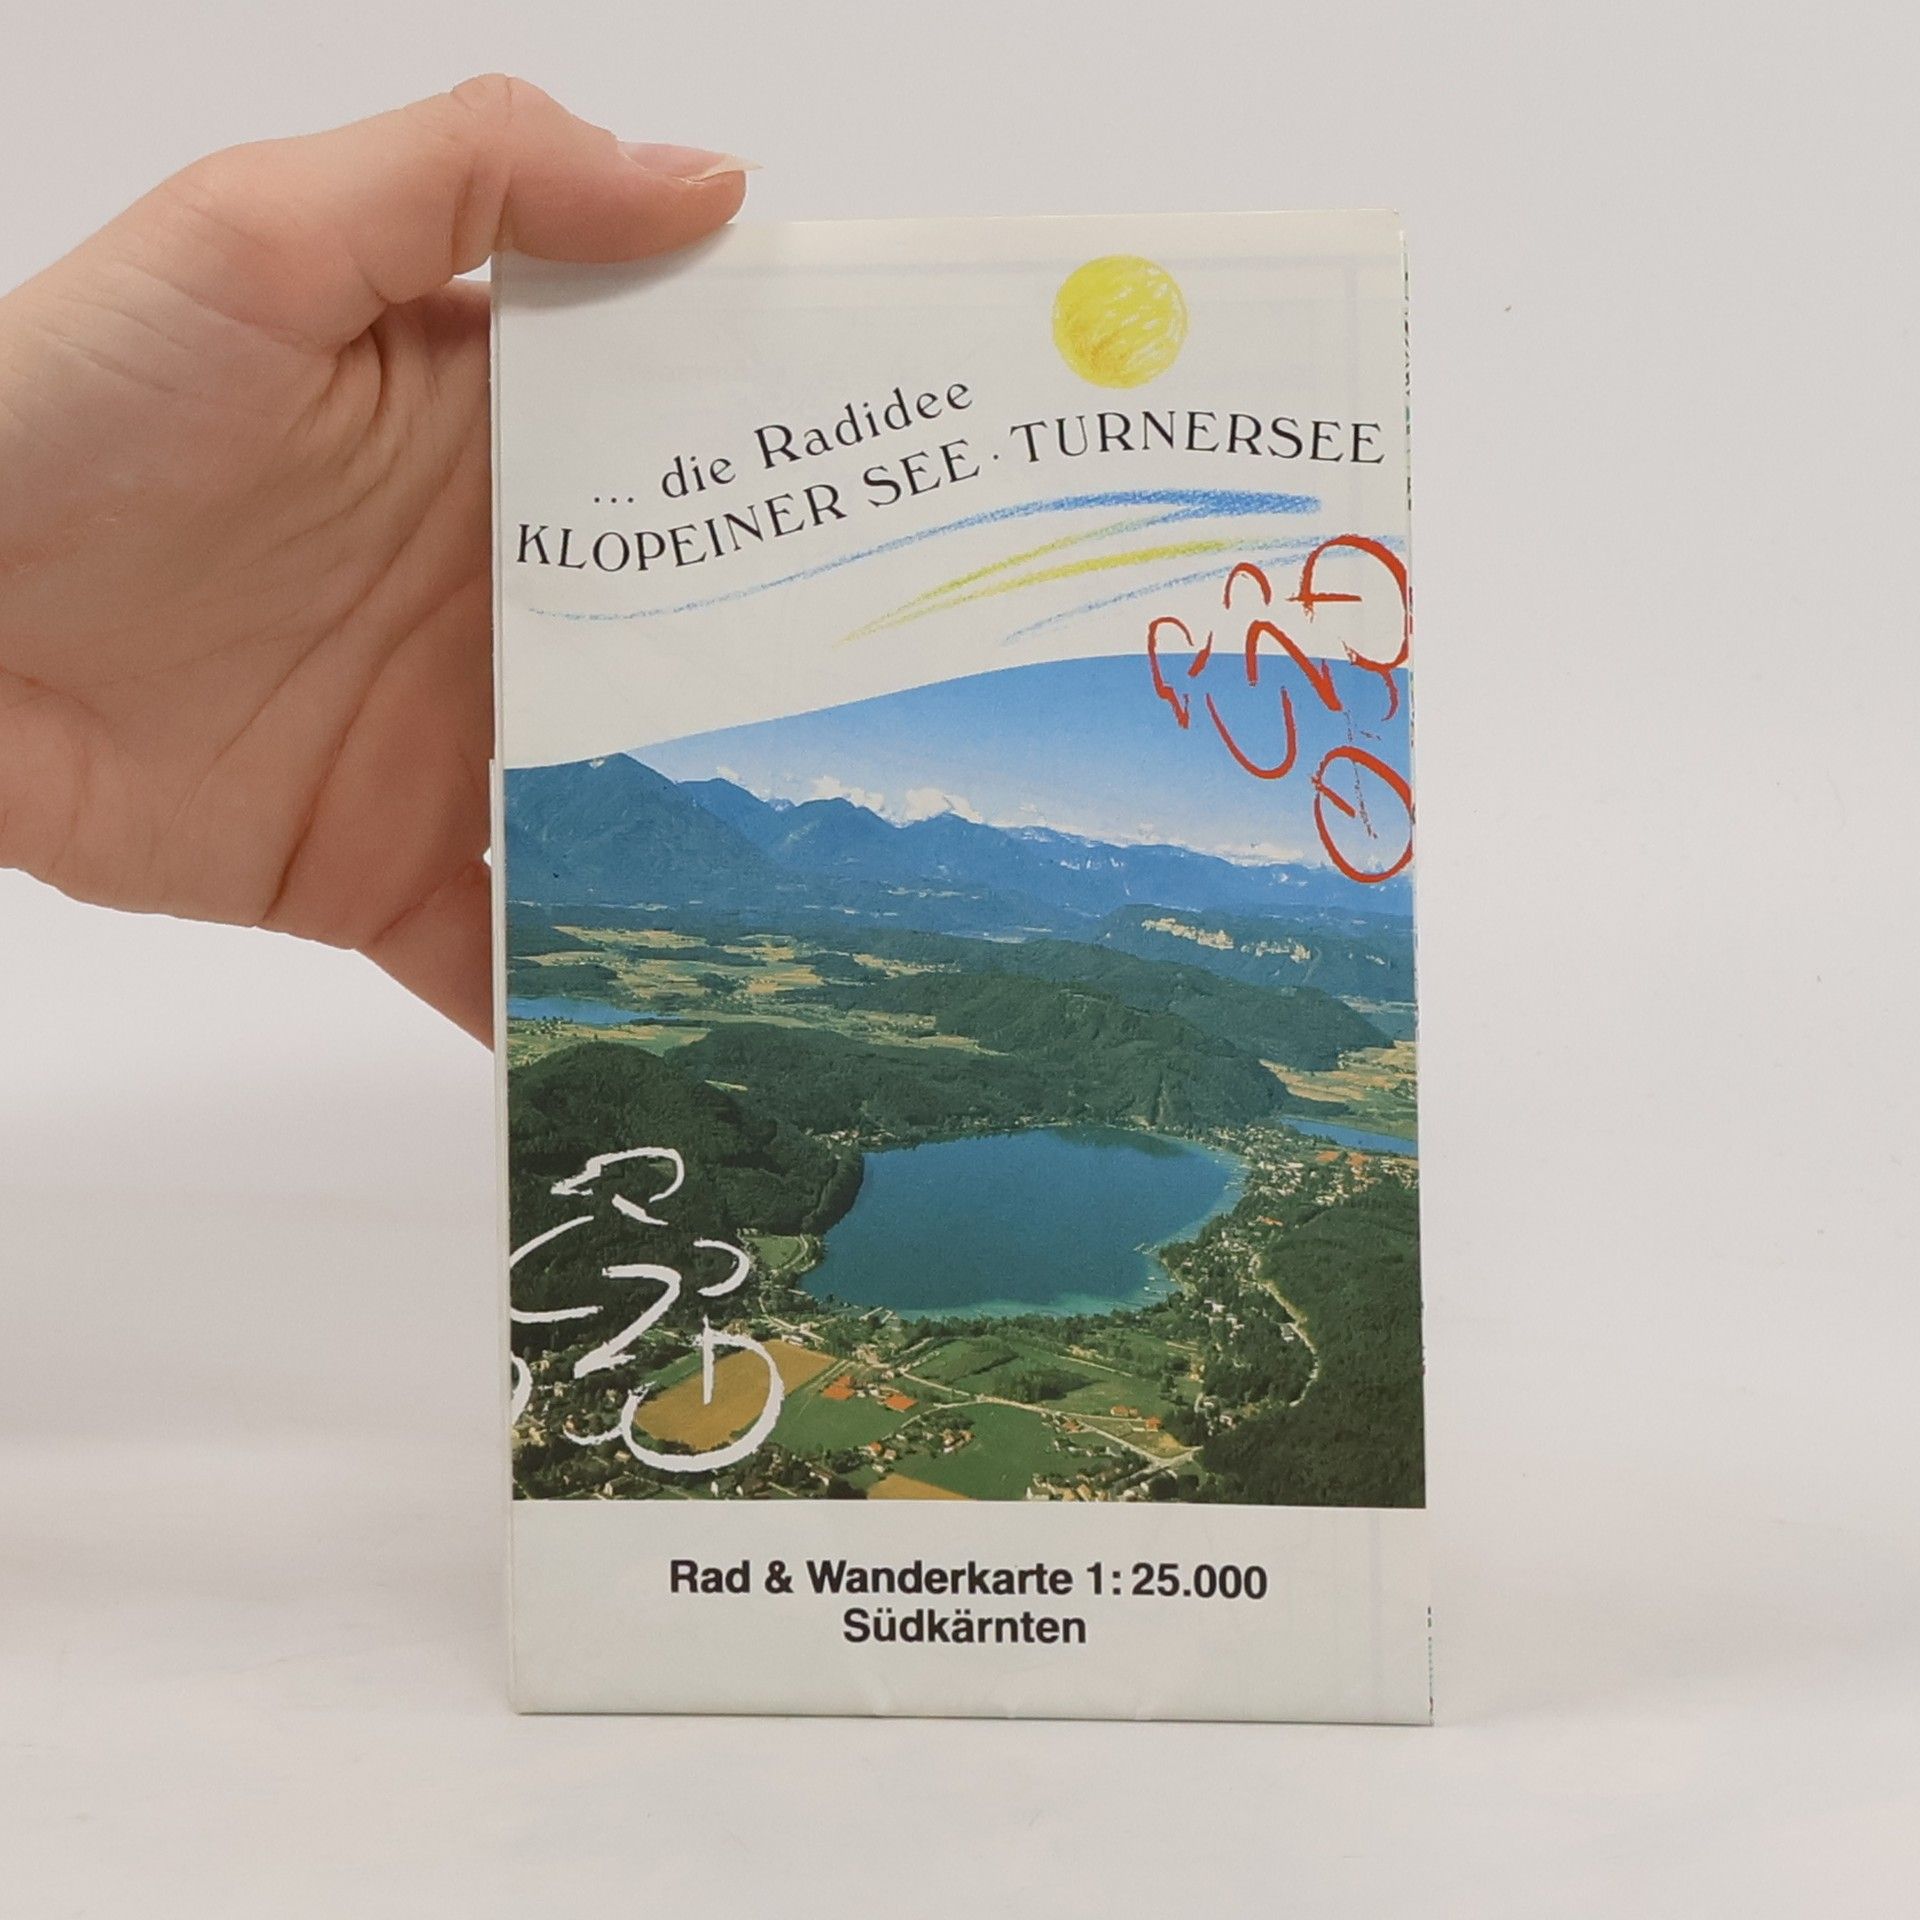 ... die Radidee
KLOPEINER SEE · TURNERSEE
Rad & Wanderkarte 1:25.000
Südkärnten